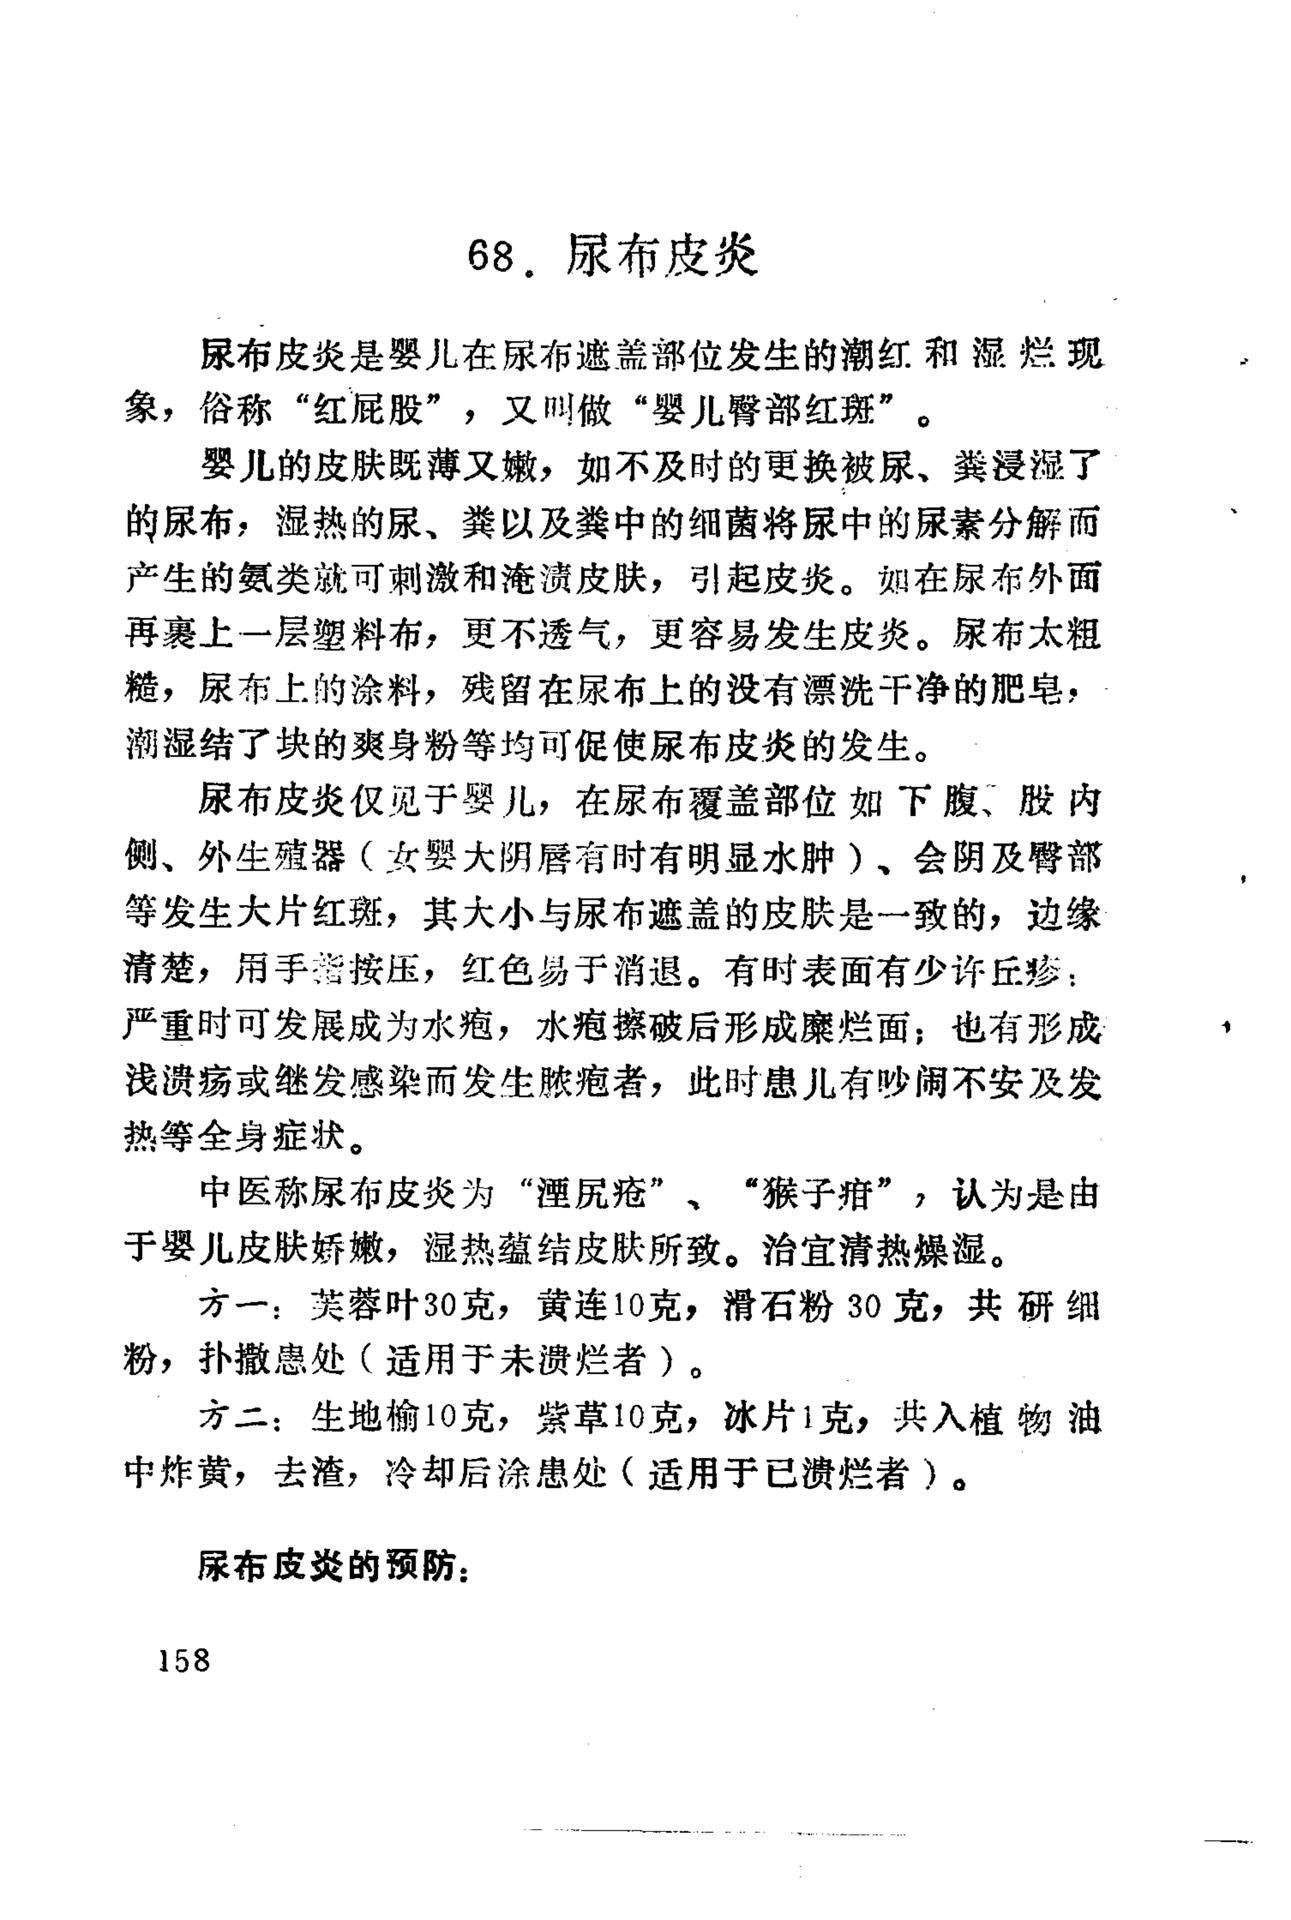 68．尿布皮炎
尿布皮炎是婴儿在尿布遮盖部位发生的潮红和湿烂现
象，俗称“红屁股”，又叫做“婴儿臀部红斑”。
婴儿的皮肤既薄又嫩，如不及时的更换被尿、粪浸湿了
的尿布，湿热的尿、粪以及粪中的细菌将尿中的尿素分解而
产生的氨类就可刺激和淹渍皮肤，引起皮炎。如在尿布外面
再裹上一层塑料布，更不透气，更容易发生皮炎。尿布太粗
糙，尿布上的涂料，残留在尿布上的没有漂洗干净的肥皂，
潮湿结了块的爽身粉等均可促使尿布皮炎的发生。
尿布皮炎仅见于婴儿，在尿布覆盖部位如下腹、股内
侧、外生殖器（女婴大阴唇有时有明显水肿）、会阴及臀部
等发生大片红斑，其大小与尿布遮盖的皮肤是一致的，边缘
清楚，用手指按压，红色易于消退。有时表面有少许丘疹；
严重时可发展成为水疱，水疱擦破后形成糜烂面；也有形成
浅溃疡或继发感染而发生脓疱者，此时患儿有吵闹不安及发
热等全身症状。
中医称尿布皮炎为“湮尻疮”、“猴子疳”，认为是由
于婴儿皮肤娇嫩，湿热蕴结皮肤所致。治宜清热燥湿。
方一：芙蓉叶30克，黄连10克，滑石粉30克，共研细
粉，扑撒患处（适用于未溃烂者）。
方二：生地榆10克，紫草10克，冰片1克，共入植物油
中炸黄，去渣，冷却后涂患处（适用于已溃烂者）。
尿布皮炎的预防：
158